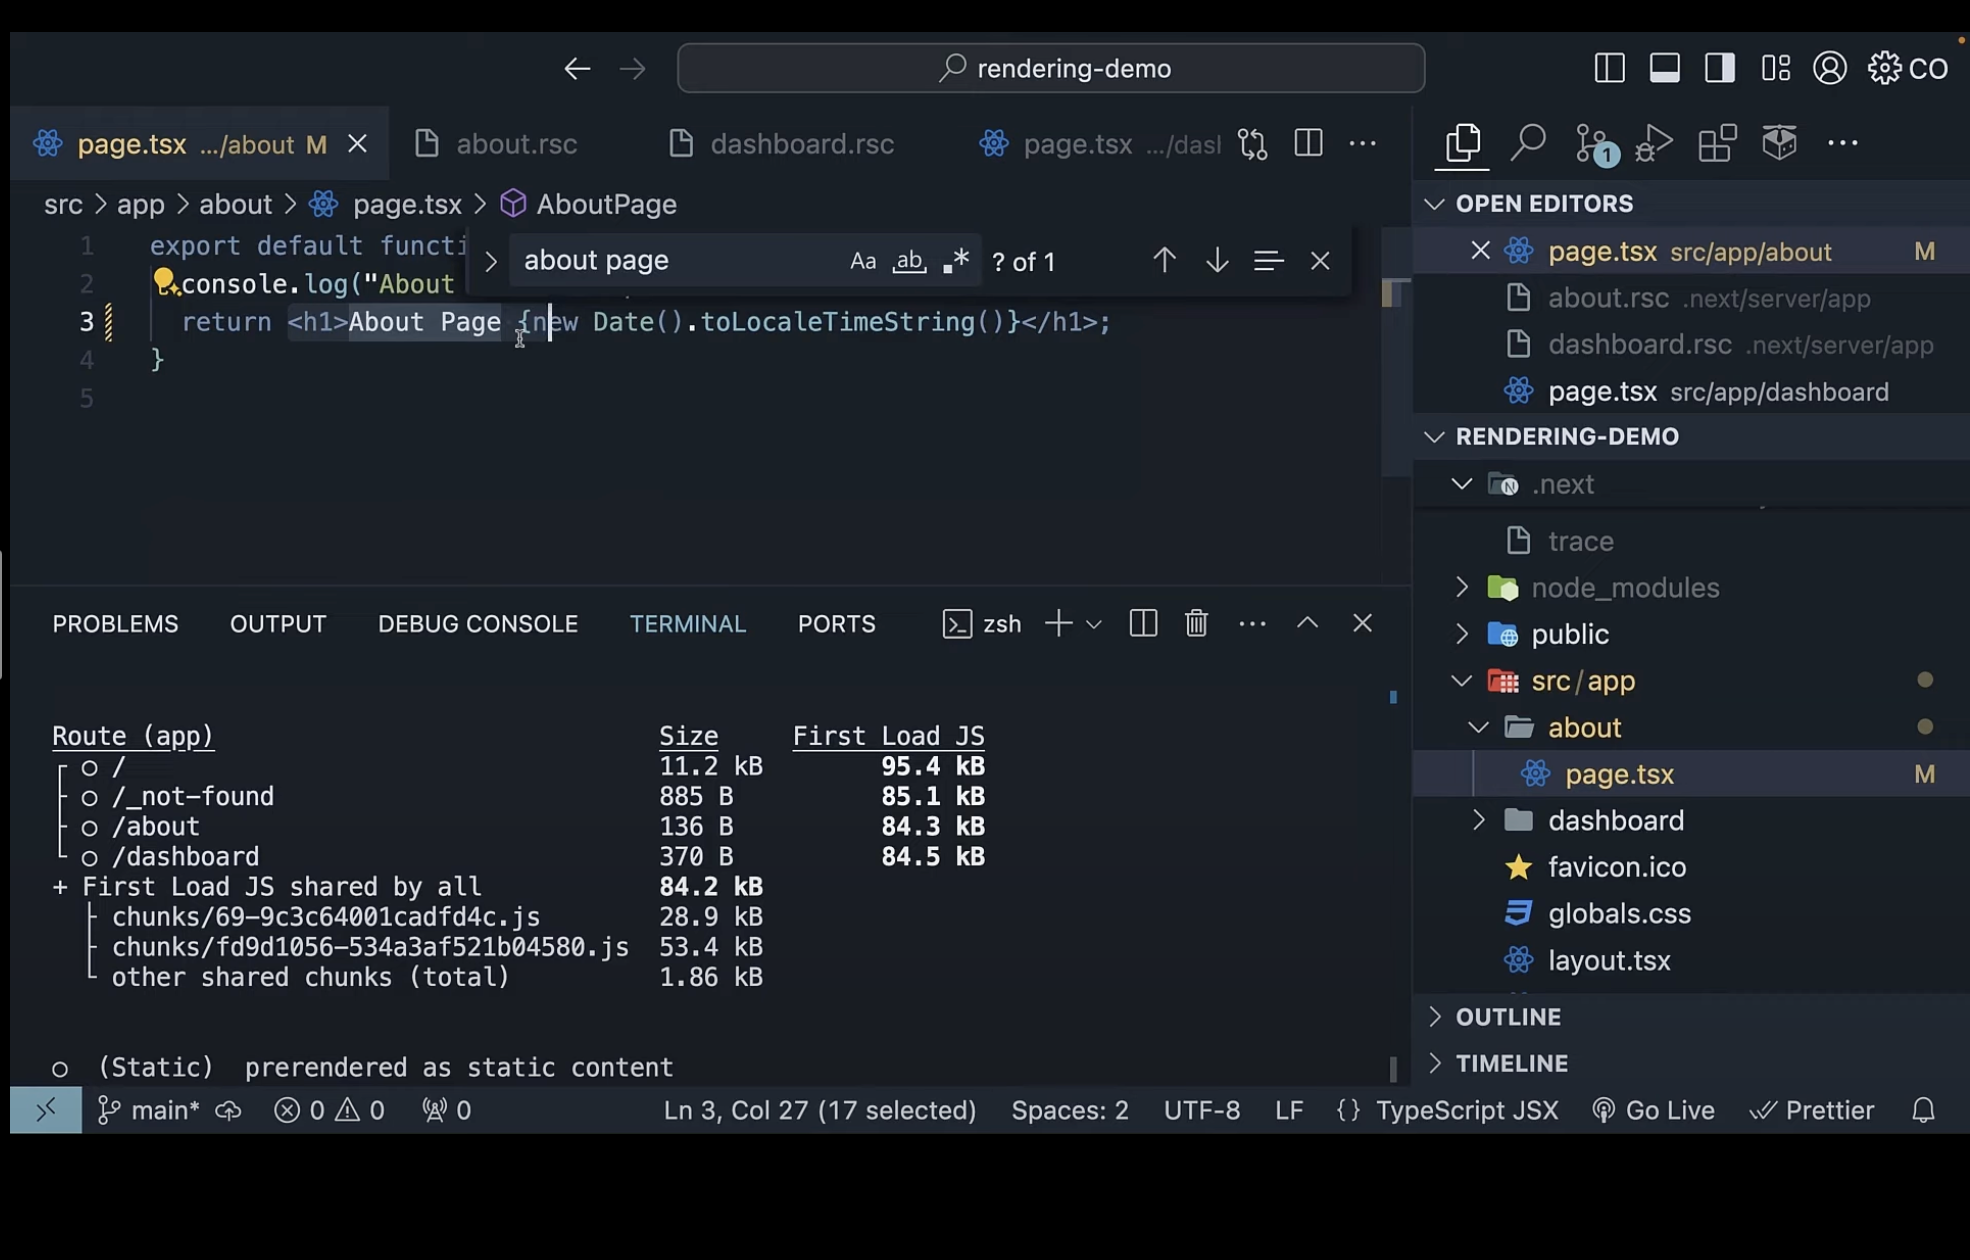 rendering-demo
CO
page.tsx .../about M
about.rsc
dashboard.rsc
page.tsx .../dasl
1
src > app > about > page.tsx > AboutPage
1 export default functi
2 console.log("About
3 return <h1>About Page {new Date().toLocaleTimeString()}</h1>;
4 }
5
about page
Aa ab .* ? of 1
PROBLEMS OUTPUT DEBUG CONSOLE TERMINAL PORTS zsh
Route (app) Size First Load JS
┌ ○ / 11.2 kB 95.4 kB
├ ○ /_not-found 885 B 85.1 kB
├ ○ /about 136 B 84.3 kB
└ ○ /dashboard 370 B 84.5 kB
+ First Load JS shared by all 84.2 kB
├ chunks/69-9c3c64001cadfd4c.js 28.9 kB
├ chunks/fd9d1056-534a3af521b04580.js 53.4 kB
└ other shared chunks (total) 1.86 kB
○ (Static) prerendered as static content
OPEN EDITORS
page.tsx src/app/about M
about.rsc .next/server/app
dashboard.rsc .next/server/app
page.tsx src/app/dashboard
RENDERING-DEMO
.next
trace
node_modules
public
src/app
about
page.tsx M
dashboard
favicon.ico
globals.css
layout.tsx
OUTLINE
TIMELINE
main* 0 0 0 Ln 3, Col 27 (17 selected) Spaces: 2 UTF-8 LF {} TypeScript JSX Go Live Prettier